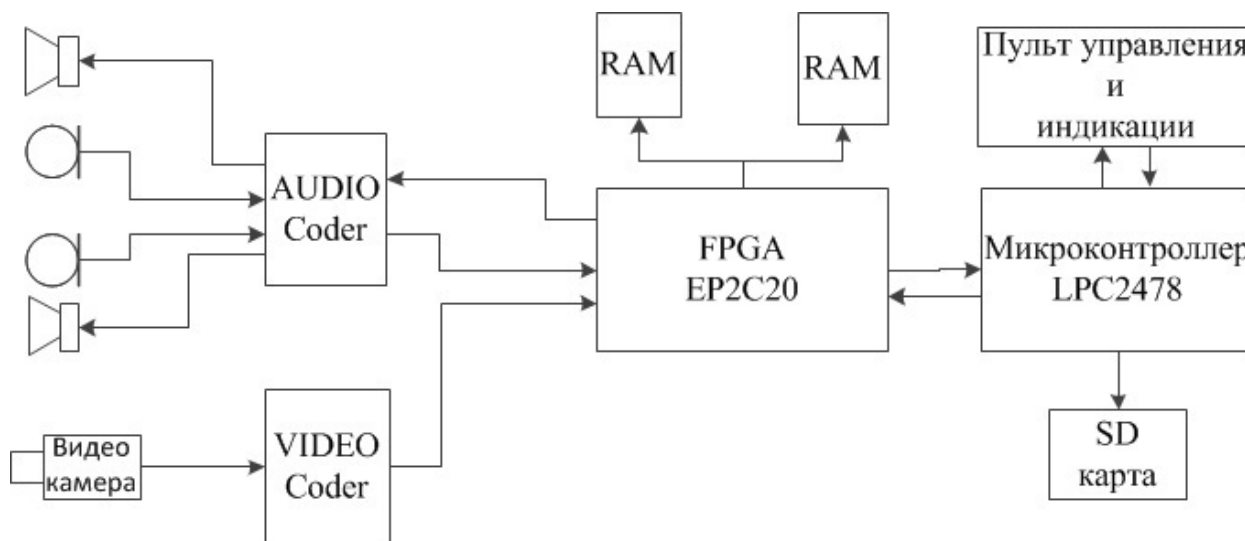 RAM
RAM
Пульт управления
и
индикации
AUDIO
Coder
FPGA
EP2C20
Микроконтроллер
LPC2478
Видео
камера
VIDEO
Coder
SD
карта